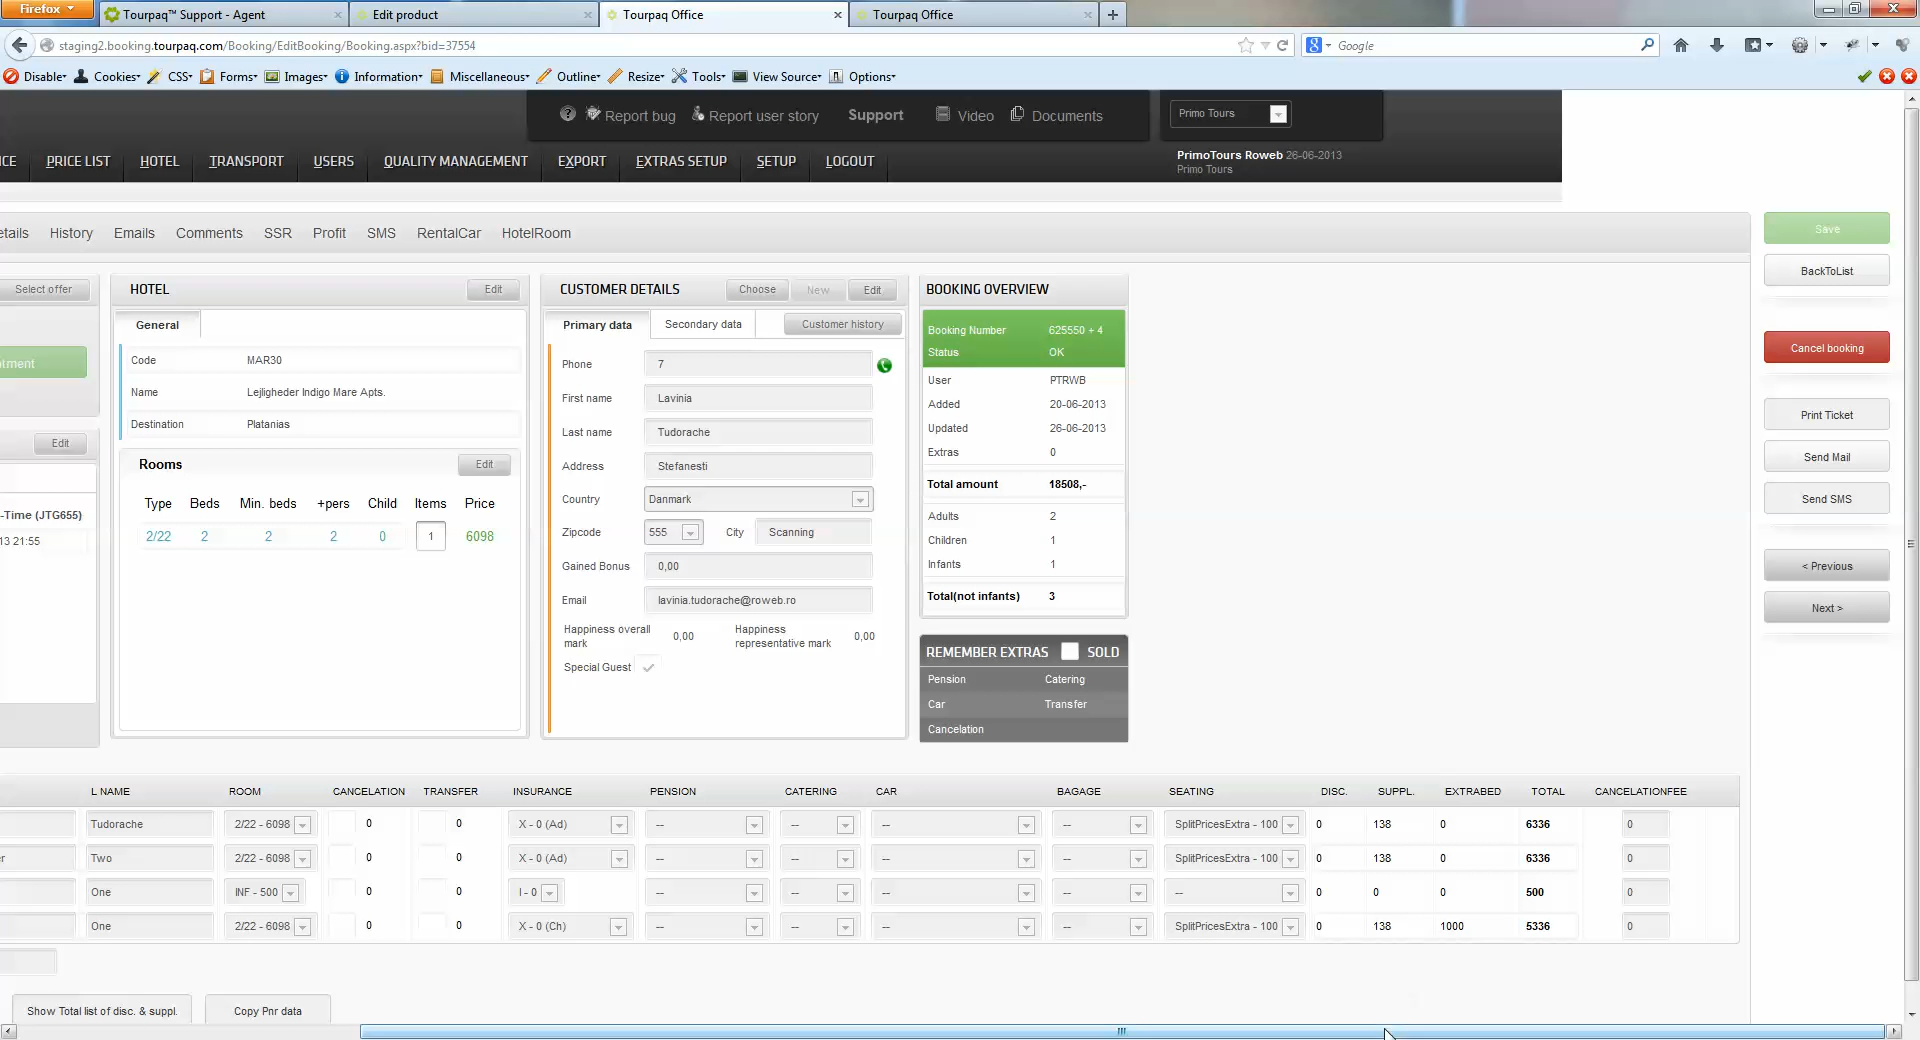 Firefox
Tourpaq™ Support - Agent
Edit product
Tourpaq Office
Tourpaq Office
staging2.booking.tourpaq.com/Booking/EditBooking/Booking.aspx?bid=37554
Google
Disable Cookies CSS Forms Images Information Miscellaneous Outline Resize Tools View Source Options
Report bug Report user story Support Video Documents
Primo Tours
PrimoTours Roweb 26-06-2013
Primo Tours
ICE PRICE LIST HOTEL TRANSPORT USERS QUALITY MANAGEMENT EXPORT EXTRAS SETUP SETUP LOGOUT
etails History Emails Comments SSR Profit SMS RentalCar HotelRoom
Save
BackToList
Cancel booking
Print Ticket
Send Mail
Send SMS
< Previous
Next >
Select offer
tment
Edit
-Time (JTG655)
13 21:55
HOTEL Edit
General
Code MAR30
Name Lejligheder Indigo Mare Apts.
Destination Platanias
Rooms Edit
Type Beds Min. beds +pers Child Items Price
2/22 2 2 2 0 1 6098
CUSTOMER DETAILS Choose New Edit
Primary data Secondary data Customer history
Phone 7
First name Lavinia
Last name Tudorache
Address Stefanesti
Country Danmark
Zipcode 555 City Scanning
Gained Bonus 0,00
Email lavinia.tudorache@roweb.ro
Happiness overall mark 0,00 Happiness representative mark 0,00
Special Guest
BOOKING OVERVIEW
Booking Number 625550 + 4
Status OK
User PTRWB
Added 20-06-2013
Updated 26-06-2013
Extras 0
Total amount 18508,-
Adults 2
Children 1
Infants 1
Total(not infants) 3
REMEMBER EXTRAS SOLD
Pension Catering
Car Transfer
Cancelation
L NAME ROOM CANCELATION TRANSFER INSURANCE PENSION CATERING CAR BAGAGE SEATING DISC. SUPPL. EXTRABED TOTAL CANCELATIONFEE
Tudorache 2/22 - 6098 0 0 X - 0 (Ad) -- -- -- -- SplitPricesExtra - 100 0 138 0 6336 0
er Two 2/22 - 6098 0 0 X - 0 (Ad) -- -- -- -- SplitPricesExtra - 100 0 138 0 6336 0
One INF - 500 0 0 I - 0 -- -- -- -- -- 0 0 0 500 0
One 2/22 - 6098 0 0 X - 0 (Ch) -- -- -- -- SplitPricesExtra - 100 0 138 1000 5336 0
Show Total list of disc. & suppl. Copy Pnr data